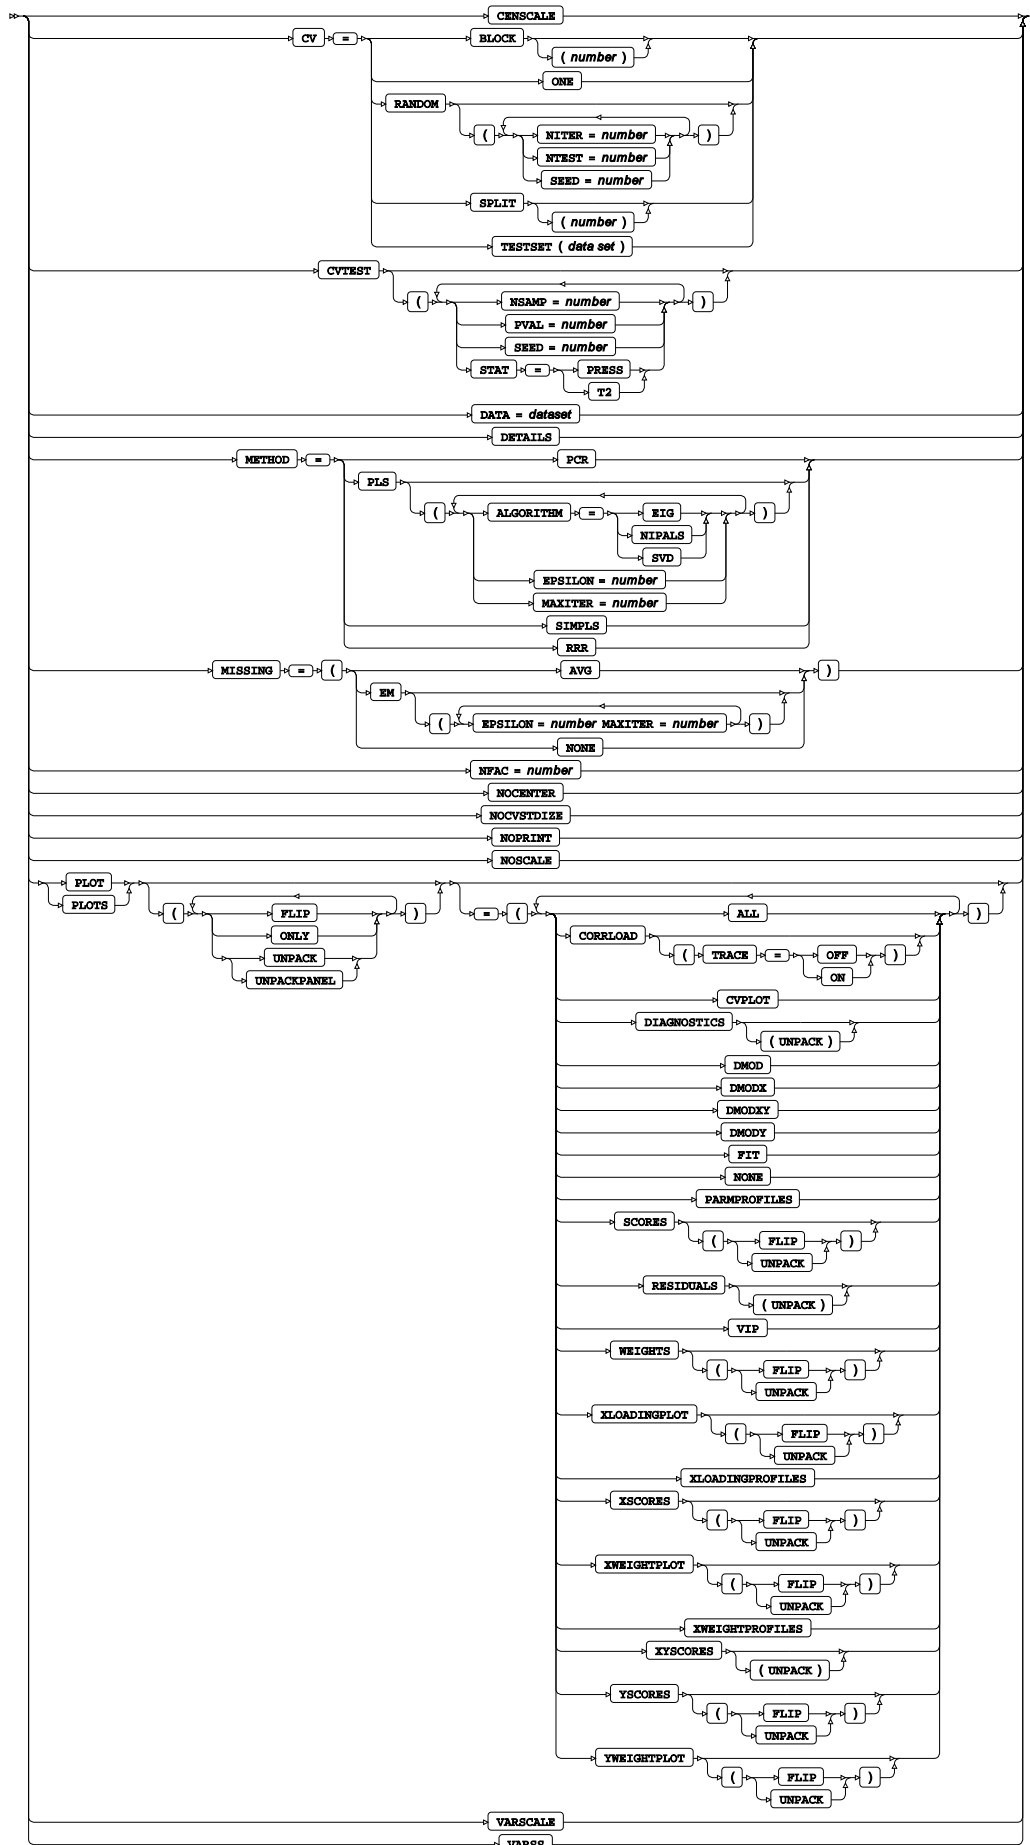 CENSCALE
CV = BLOCK
( number )
ONE
RANDOM
( NITER = number )
NTEST = number
SEED = number
SPLIT
( number )
TESTSET ( data set )
CVTEST
( NSAMP = number )
PVAL = number
SEED = number
STAT = PRESS
T2
DATA = dataset
DETAILS
METHOD = PCR
PLS
( ALGORITHM = EIG )
NIPALS
SVD
EPSILON = number
MAXITER = number
SIMPLS
RRR
MISSING = ( AVG )
EM
( EPSILON = number MAXITER = number )
NONE
NFAC = number
NOCENTER
NOCVSTDIZE
NOPRINT
NOSCALE
PLOT
PLOTS
( FLIP ) = ( ALL )
ONLY
UNPACK
UNPACKPANEL
CORRLOAD
( TRACE = OFF )
ON
CVPLOT
DIAGNOSTICS
( UNPACK )
DMOD
DMODX
DMODXY
DMODY
FIT
NONE
PARMPROFILES
SCORES
( FLIP )
UNPACK
RESIDUALS
( UNPACK )
VIP
WEIGHTS
( FLIP )
UNPACK
XLOADINGPLOT
( FLIP )
UNPACK
XLOADINGPROFILES
XSCORES
( FLIP )
UNPACK
XWEIGHTPLOT
( FLIP )
UNPACK
XWEIGHTPROFILES
XYSCORES
( UNPACK )
YSCORES
( FLIP )
UNPACK
YWEIGHTPLOT
( FLIP )
UNPACK
VARSCALE
VARSS